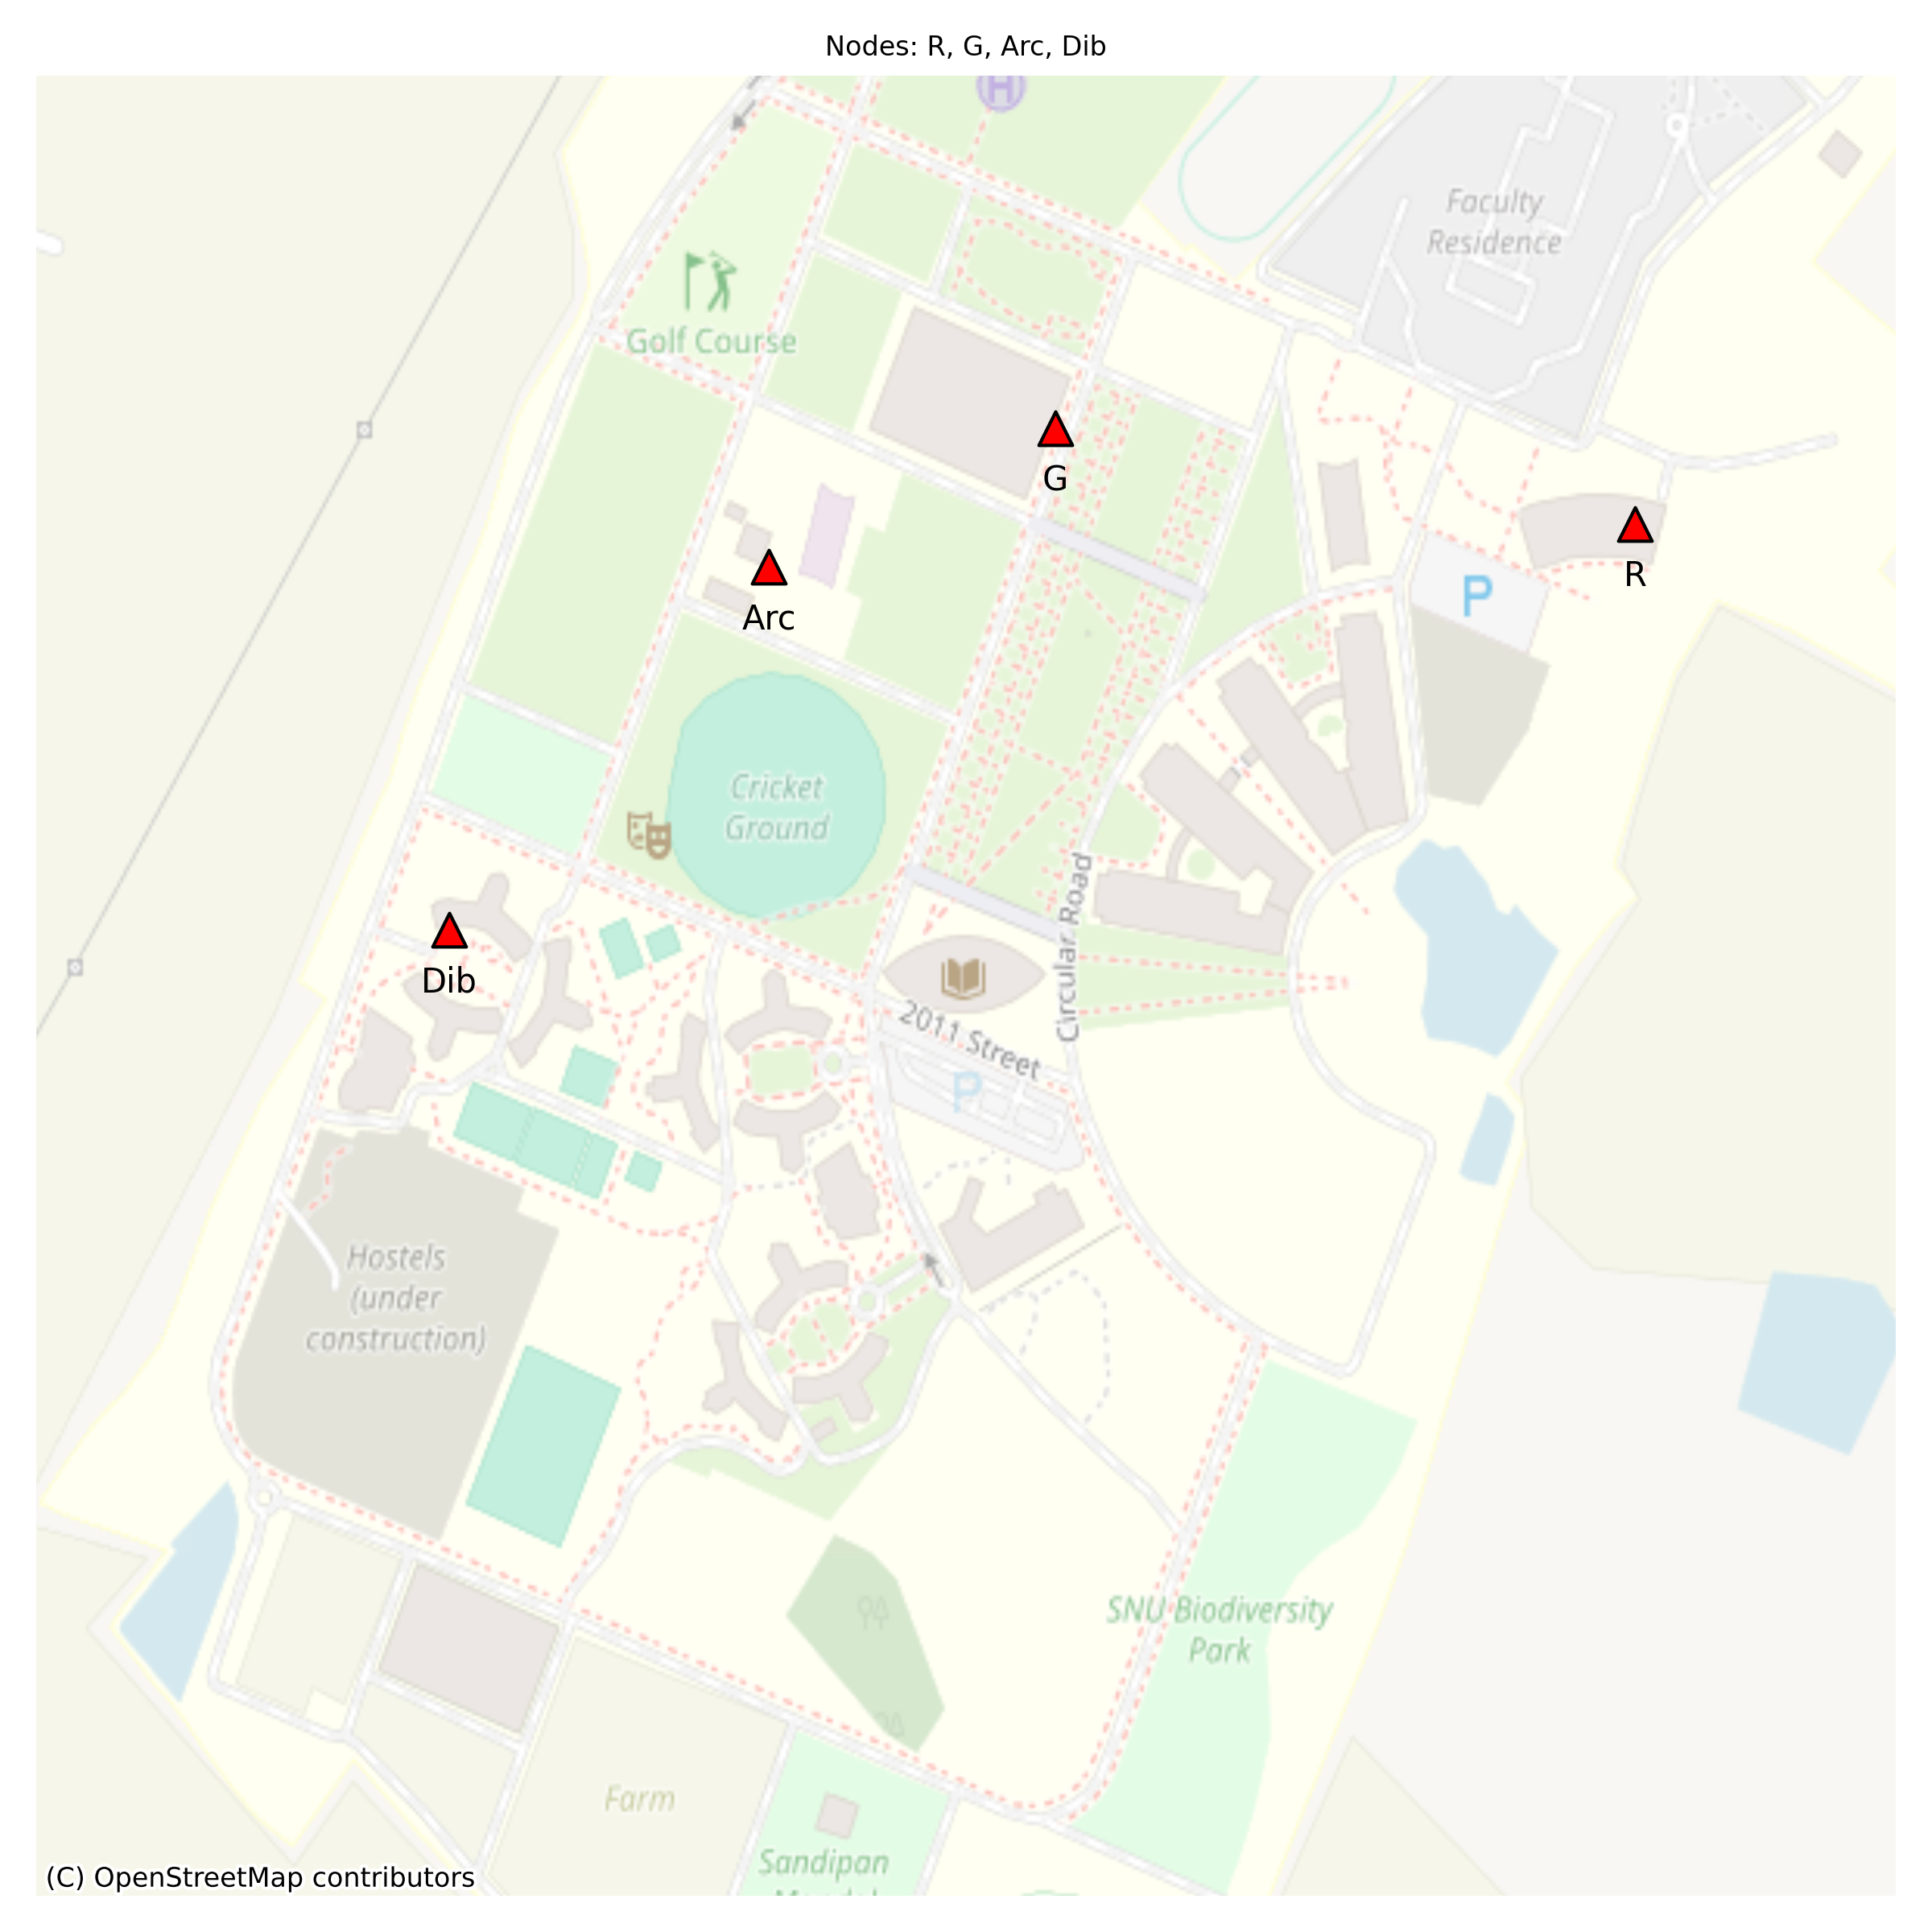 Nodes: R, G, Arc, Dib
H
Faculty
Residence
Golf Course
G
R
P
Arc
Cricket
Ground
Circular Road
Dib
2011 Street
P
Hostels
(under
construction)
SNU Biodiversity
Park
Farm
Sandipan
(C) OpenStreetMap contributors